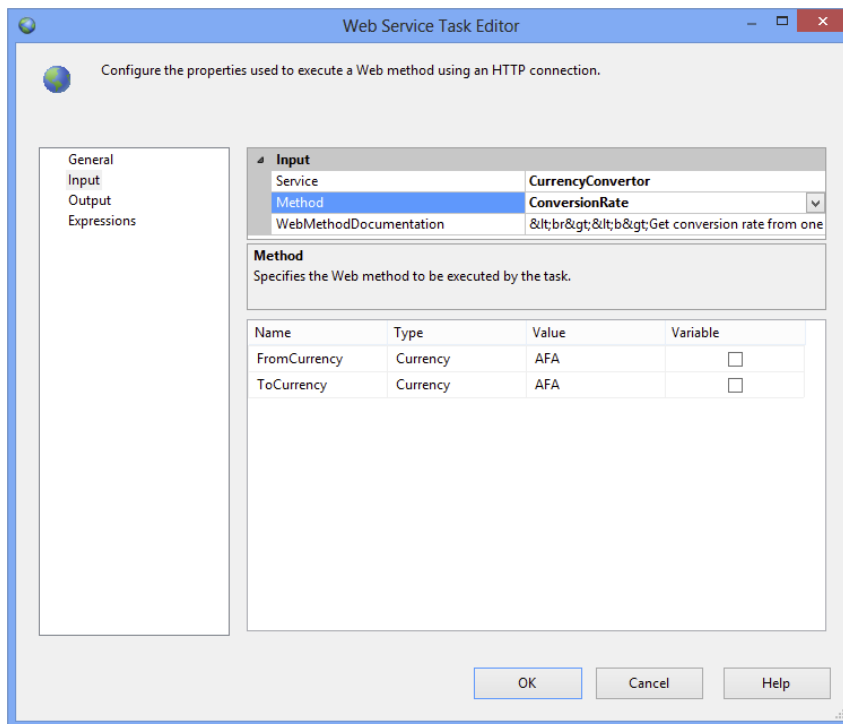 Web Service Task Editor
Configure the properties used to execute a Web method using an HTTP connection.
General
Input
Output
Expressions
Input
Service CurrencyConvertor
Method ConversionRate
WebMethodDocumentation &lt;br&gt;&lt;b&gt;Get conversion rate from one
Method
Specifies the Web method to be executed by the task.
Name Type Value Variable
FromCurrency Currency AFA
ToCurrency Currency AFA
OK Cancel Help